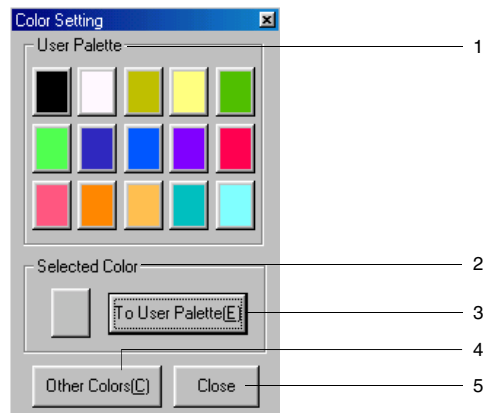 Color Setting
User Palette
1
Selected Color
2
To User Palette(E)
3
4
Other Colors(C)
Close
5